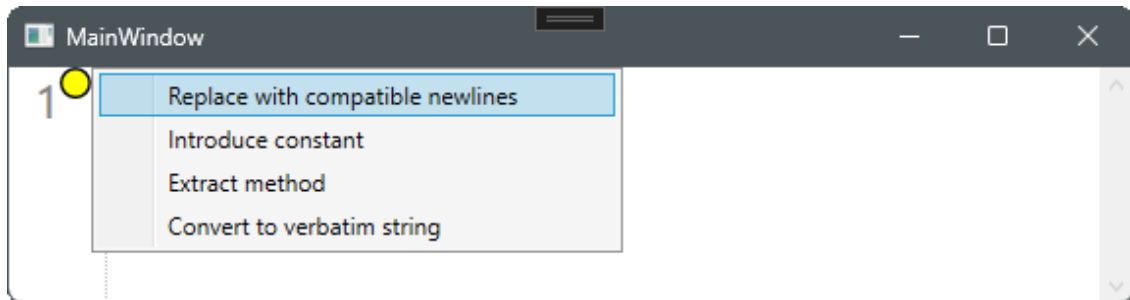 MainWindow
1
Replace with compatible newlines
Introduce constant
Extract method
Convert to verbatim string